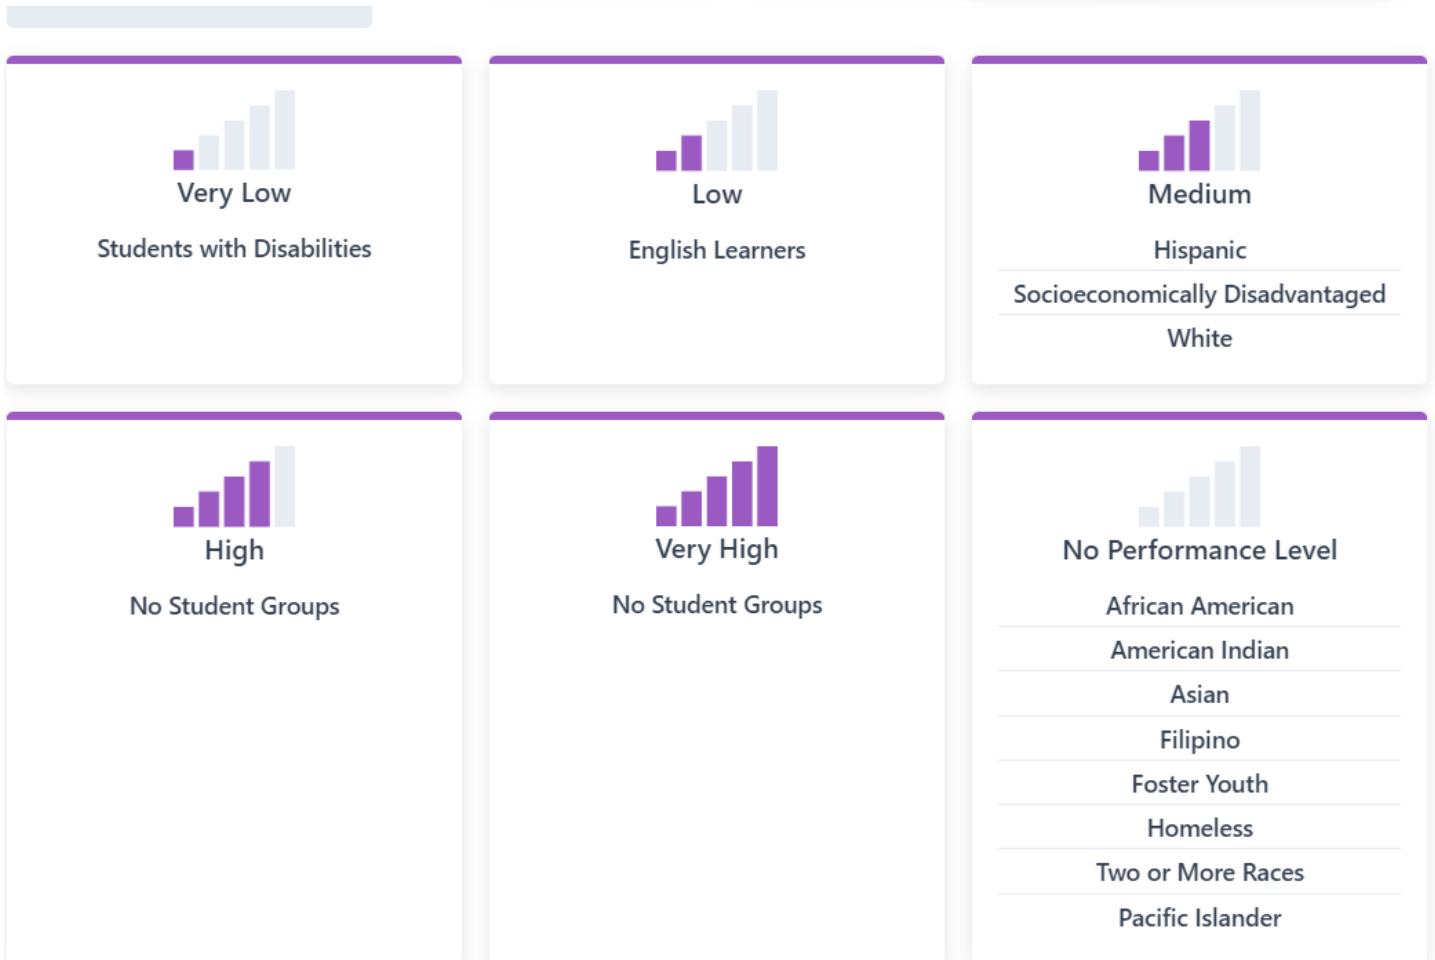 Very Low
Students with Disabilities
Low
English Learners
Medium
Hispanic
Socioeconomically Disadvantaged
White
High
No Student Groups
Very High
No Student Groups
No Performance Level
African American
American Indian
Asian
Filipino
Foster Youth
Homeless
Two or More Races
Pacific Islander